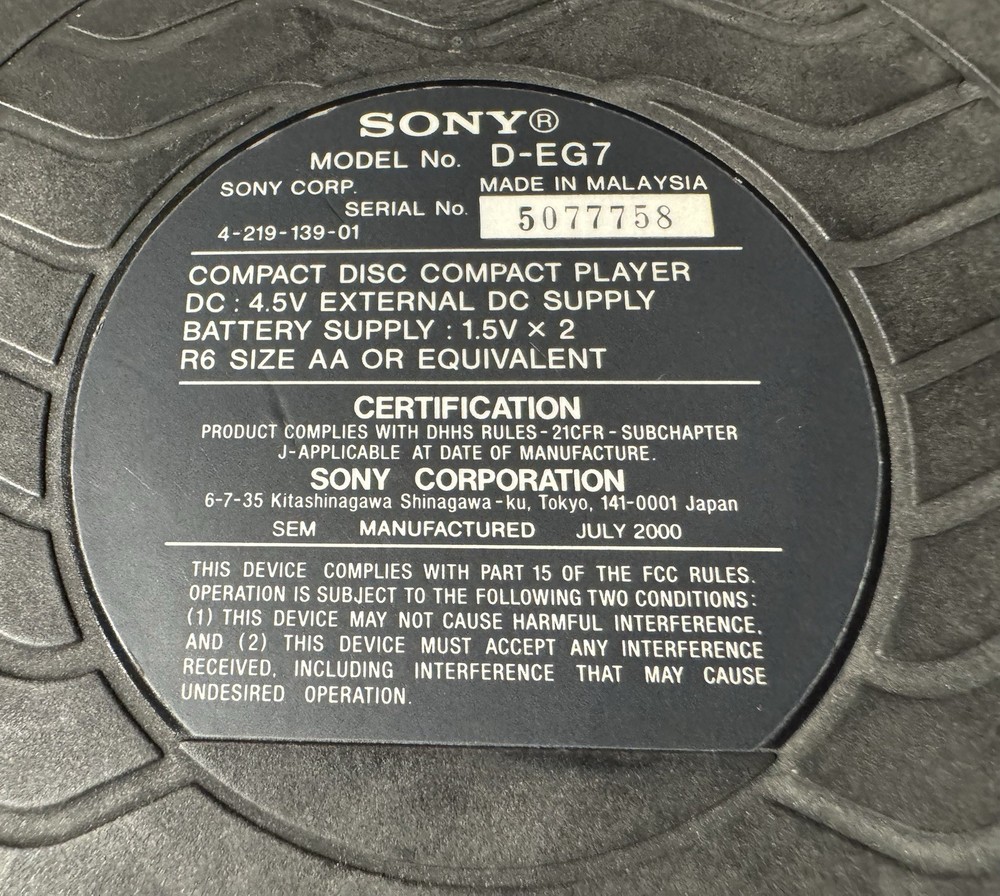 SONY®
MODEL No. D-EG7
SONY CORP. MADE IN MALAYSIA
SERIAL No. 5077758
4-219-139-01
COMPACT DISC COMPACT PLAYER
DC : 4.5V EXTERNAL DC SUPPLY
BATTERY SUPPLY : 1.5V × 2
R6 SIZE AA OR EQUIVALENT
CERTIFICATION
PRODUCT COMPLIES WITH DHHS RULES - 21CFR - SUBCHAPTER
J-APPLICABLE AT DATE OF MANUFACTURE.
SONY CORPORATION
6-7-35 Kitashinagawa Shinagawa-ku, Tokyo, 141-0001 Japan
SEM MANUFACTURED JULY 2000
THIS DEVICE COMPLIES WITH PART 15 OF THE FCC RULES.
OPERATION IS SUBJECT TO THE FOLLOWING TWO CONDITIONS:
(1) THIS DEVICE MAY NOT CAUSE HARMFUL INTERFERENCE,
AND (2) THIS DEVICE MUST ACCEPT ANY INTERFERENCE
RECEIVED, INCLUDING INTERFERENCE THAT MAY CAUSE
UNDESIRED OPERATION.